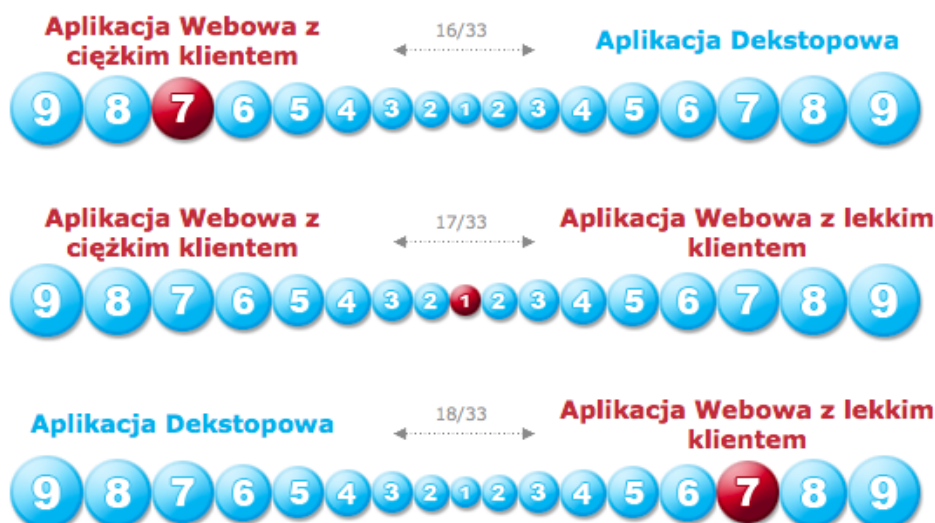 Aplikacja Webowa z
ciężkim klientem
16/33
Aplikacja Dekstopowa
9 8 7 6 5 4 3 2 1 2 3 4 5 6 7 8 9
Aplikacja Webowa z
ciężkim klientem
17/33
Aplikacja Webowa z lekkim
klientem
9 8 7 6 5 4 3 2 1 2 3 4 5 6 7 8 9
Aplikacja Dekstopowa
18/33
Aplikacja Webowa z lekkim
klientem
9 8 7 6 5 4 3 2 1 2 3 4 5 6 7 8 9